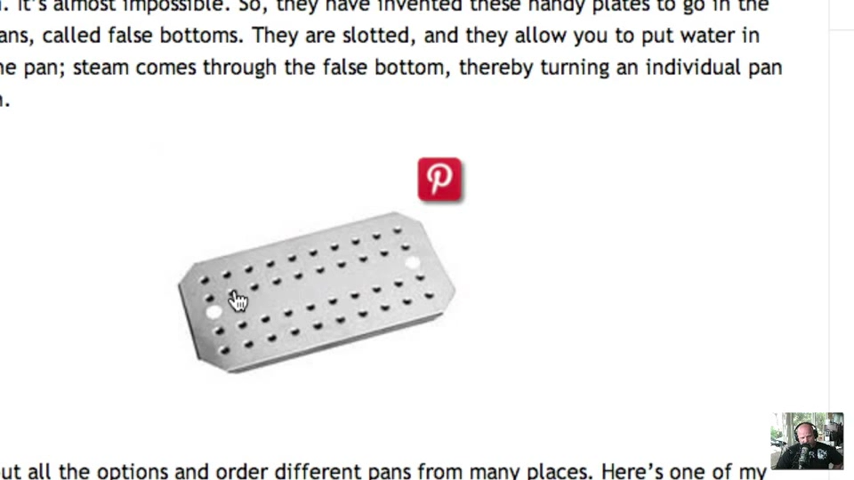 . It's almost impossible. So, they have invented these handy plates to go in the
ans, called false bottoms. They are slotted, and they allow you to put water in
he pan; steam comes through the false bottom, thereby turning an individual pan
out all the options and order different pans from many places. Here's one of my